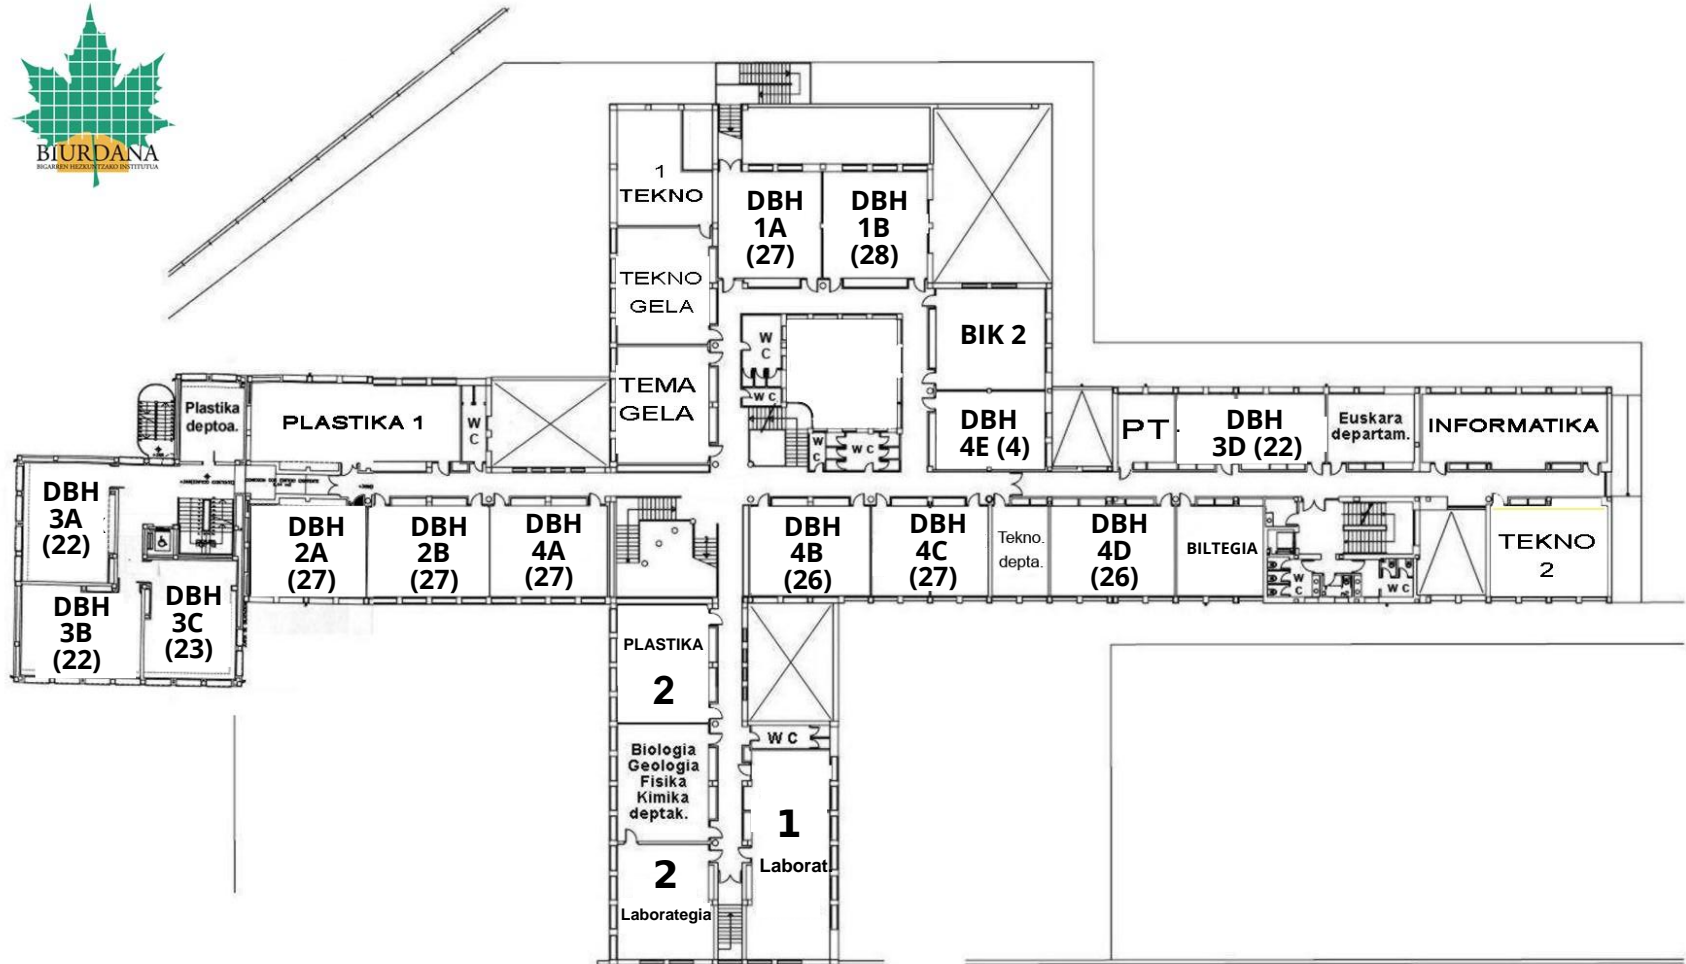 BIURDANA
BIGARREN HEZKUNTZAKO INSTITUTUA
1
TEKNO
DBH
1A
(27)
DBH
1B
(28)
TEKNO
GELA
BIK 2
W
C
TEMA
GELA
W C
Plastika
deptoa.
PLASTIKA 1
W
C
W
C
W C
DBH
4E (4)
PT
DBH
3D (22)
Euskara
departam.
INFORMATIKA
DBH
3A
(22)
DBH
2A
(27)
DBH
2B
(27)
DBH
4A
(27)
DBH
4B
(26)
DBH
4C
(27)
Tekno.
depta.
DBH
4D
(26)
BILTEGIA
W
C
W C
TEKNO
2
DBH
3B
(22)
DBH
3C
(23)
PLASTIKA
2
W C
Biologia
Geologia
Fisika
Kimika
deptak.
1
Laborat.
2
Laborategia